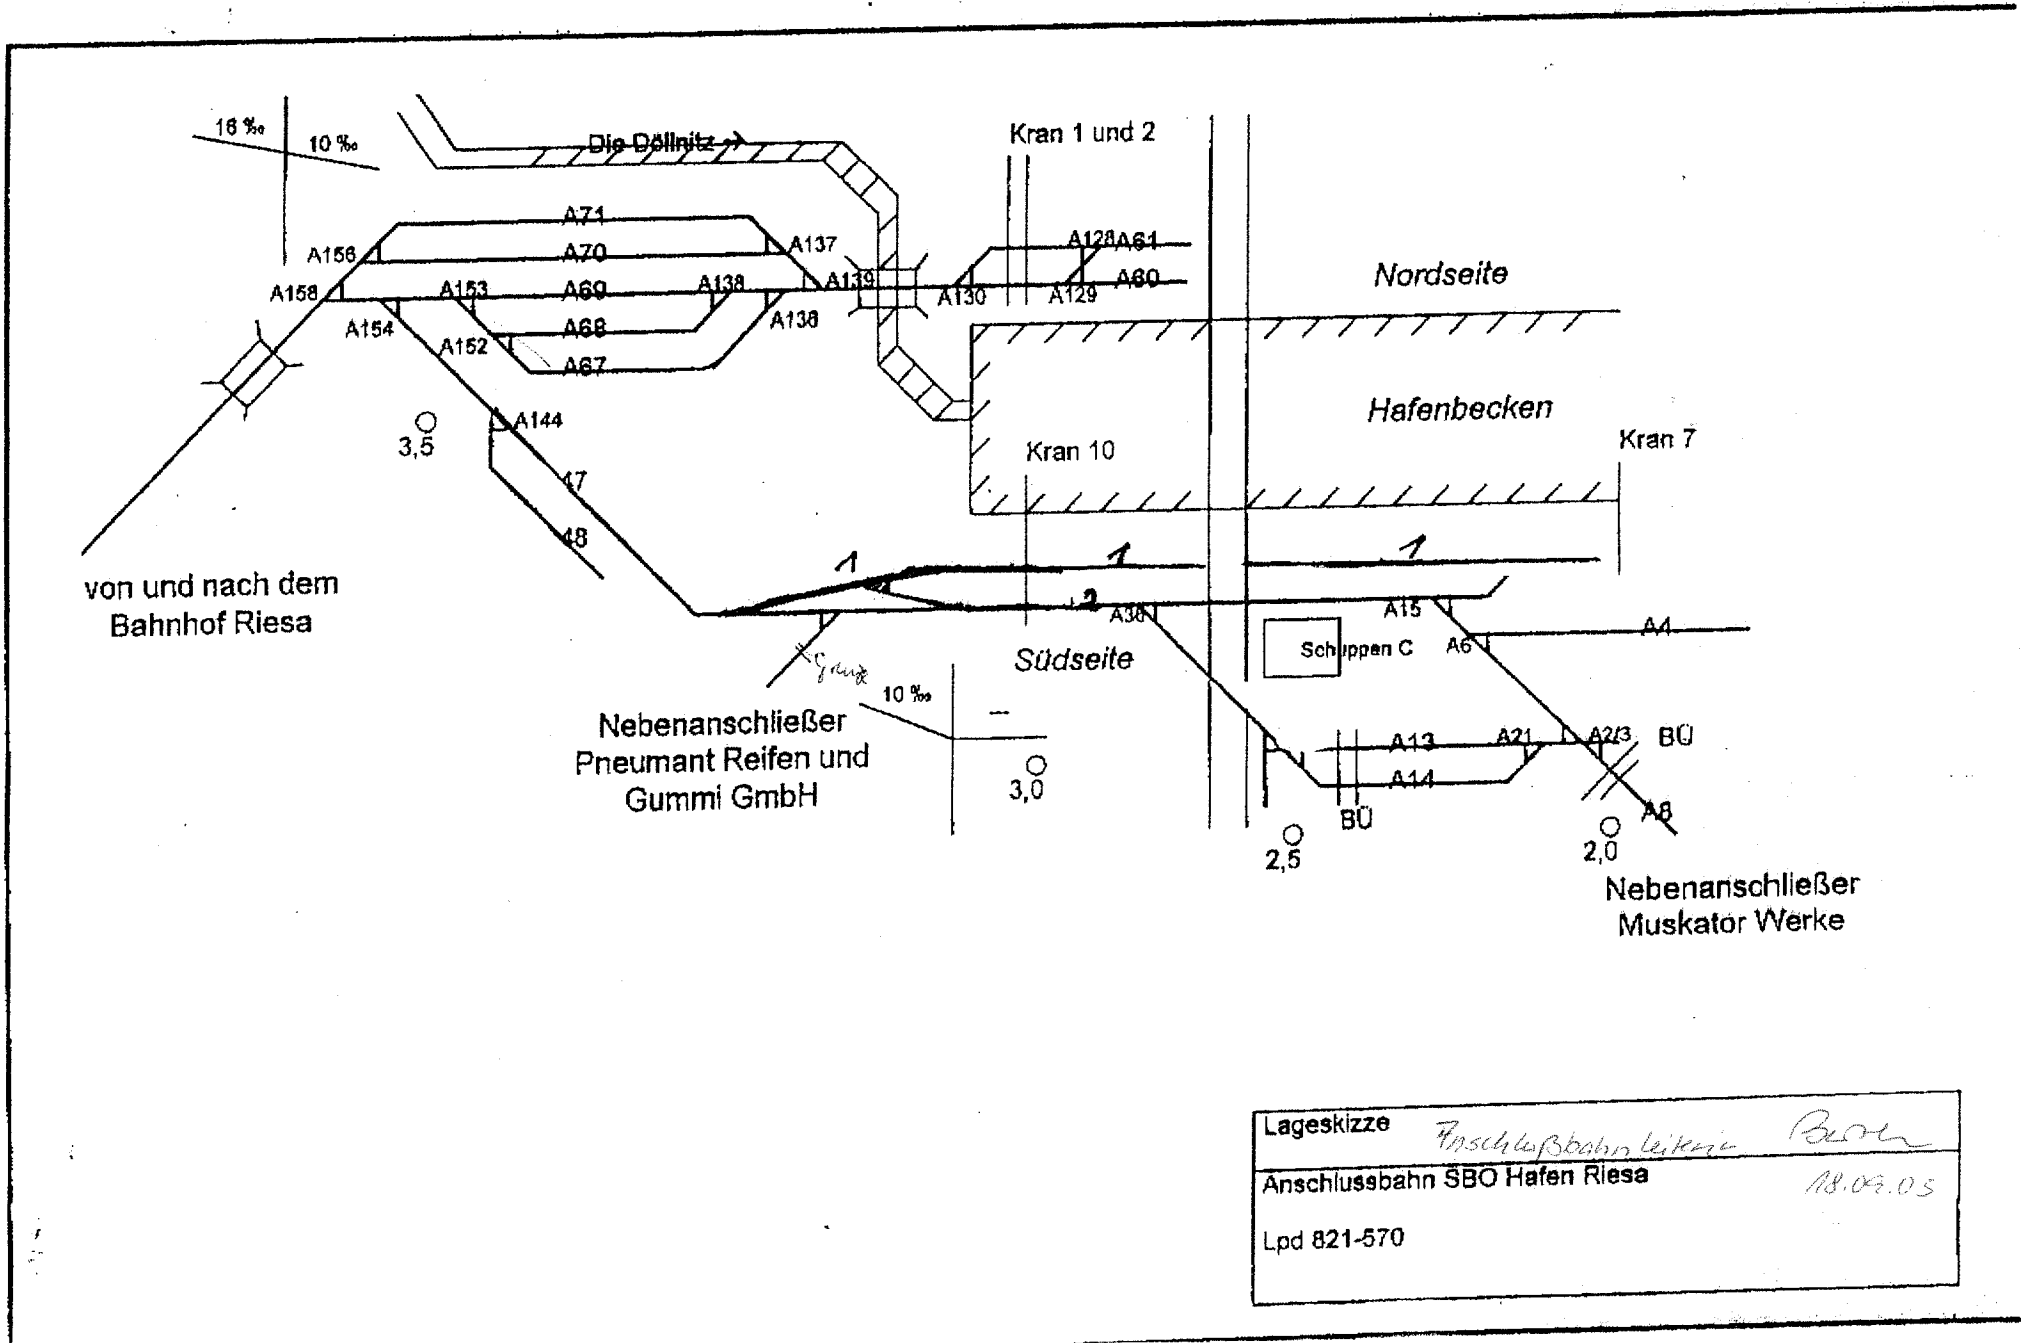 16 ‰
10 ‰
Die Döllnitz →
Kran 1 und 2
A71
A156
A70
A137
A128
A61
A158
A153
A69
A138
A139
A130
A129
A60
Nordseite
A154
A152
A68
A136
A67
Hafenbecken
3,5
A144
Kran 10
Kran 7
47
48
1
1
1
von und nach dem
Bahnhof Riesa
2
A36
A15
A4
Schuppen C
A6
Südseite
10 ‰
Nebenanschließer
Pneumant Reifen und
Gummi GmbH
3,0
A13
A21
A2/3
BÜ
A14
A8
BÜ
2,5
2,0
Nebenanschließer
Muskator Werke
Lageskizze
Anschlußbahnleiterin
Anschlussbahn SBO Hafen Riesa
Lpd 821-570